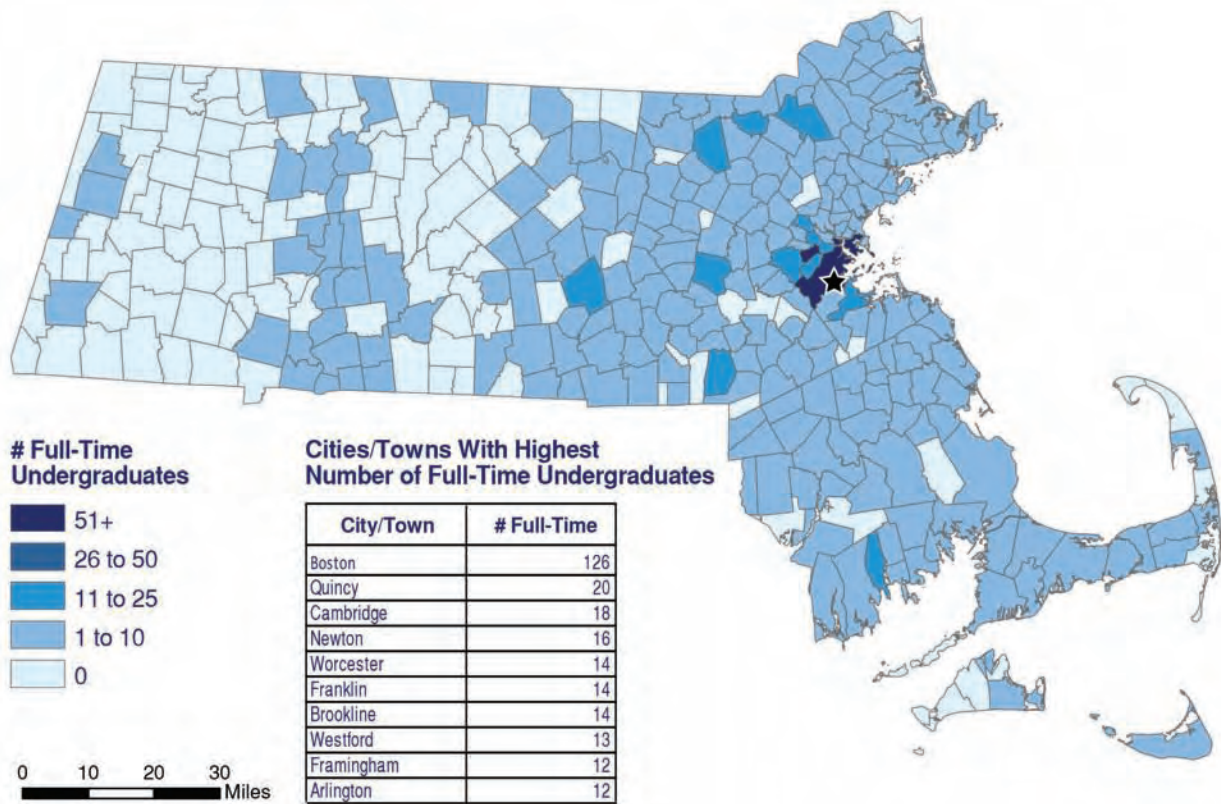 # Full-Time
Undergraduates
51+
26 to 50
11 to 25
1 to 10
0
0 10 20 30
Miles
Cities/Towns With Highest
Number of Full-Time Undergraduates
City/Town # Full-Time
Boston 126
Quincy 20
Cambridge 18
Newton 16
Worcester 14
Franklin 14
Brookline 14
Westford 13
Framingham 12
Arlington 12